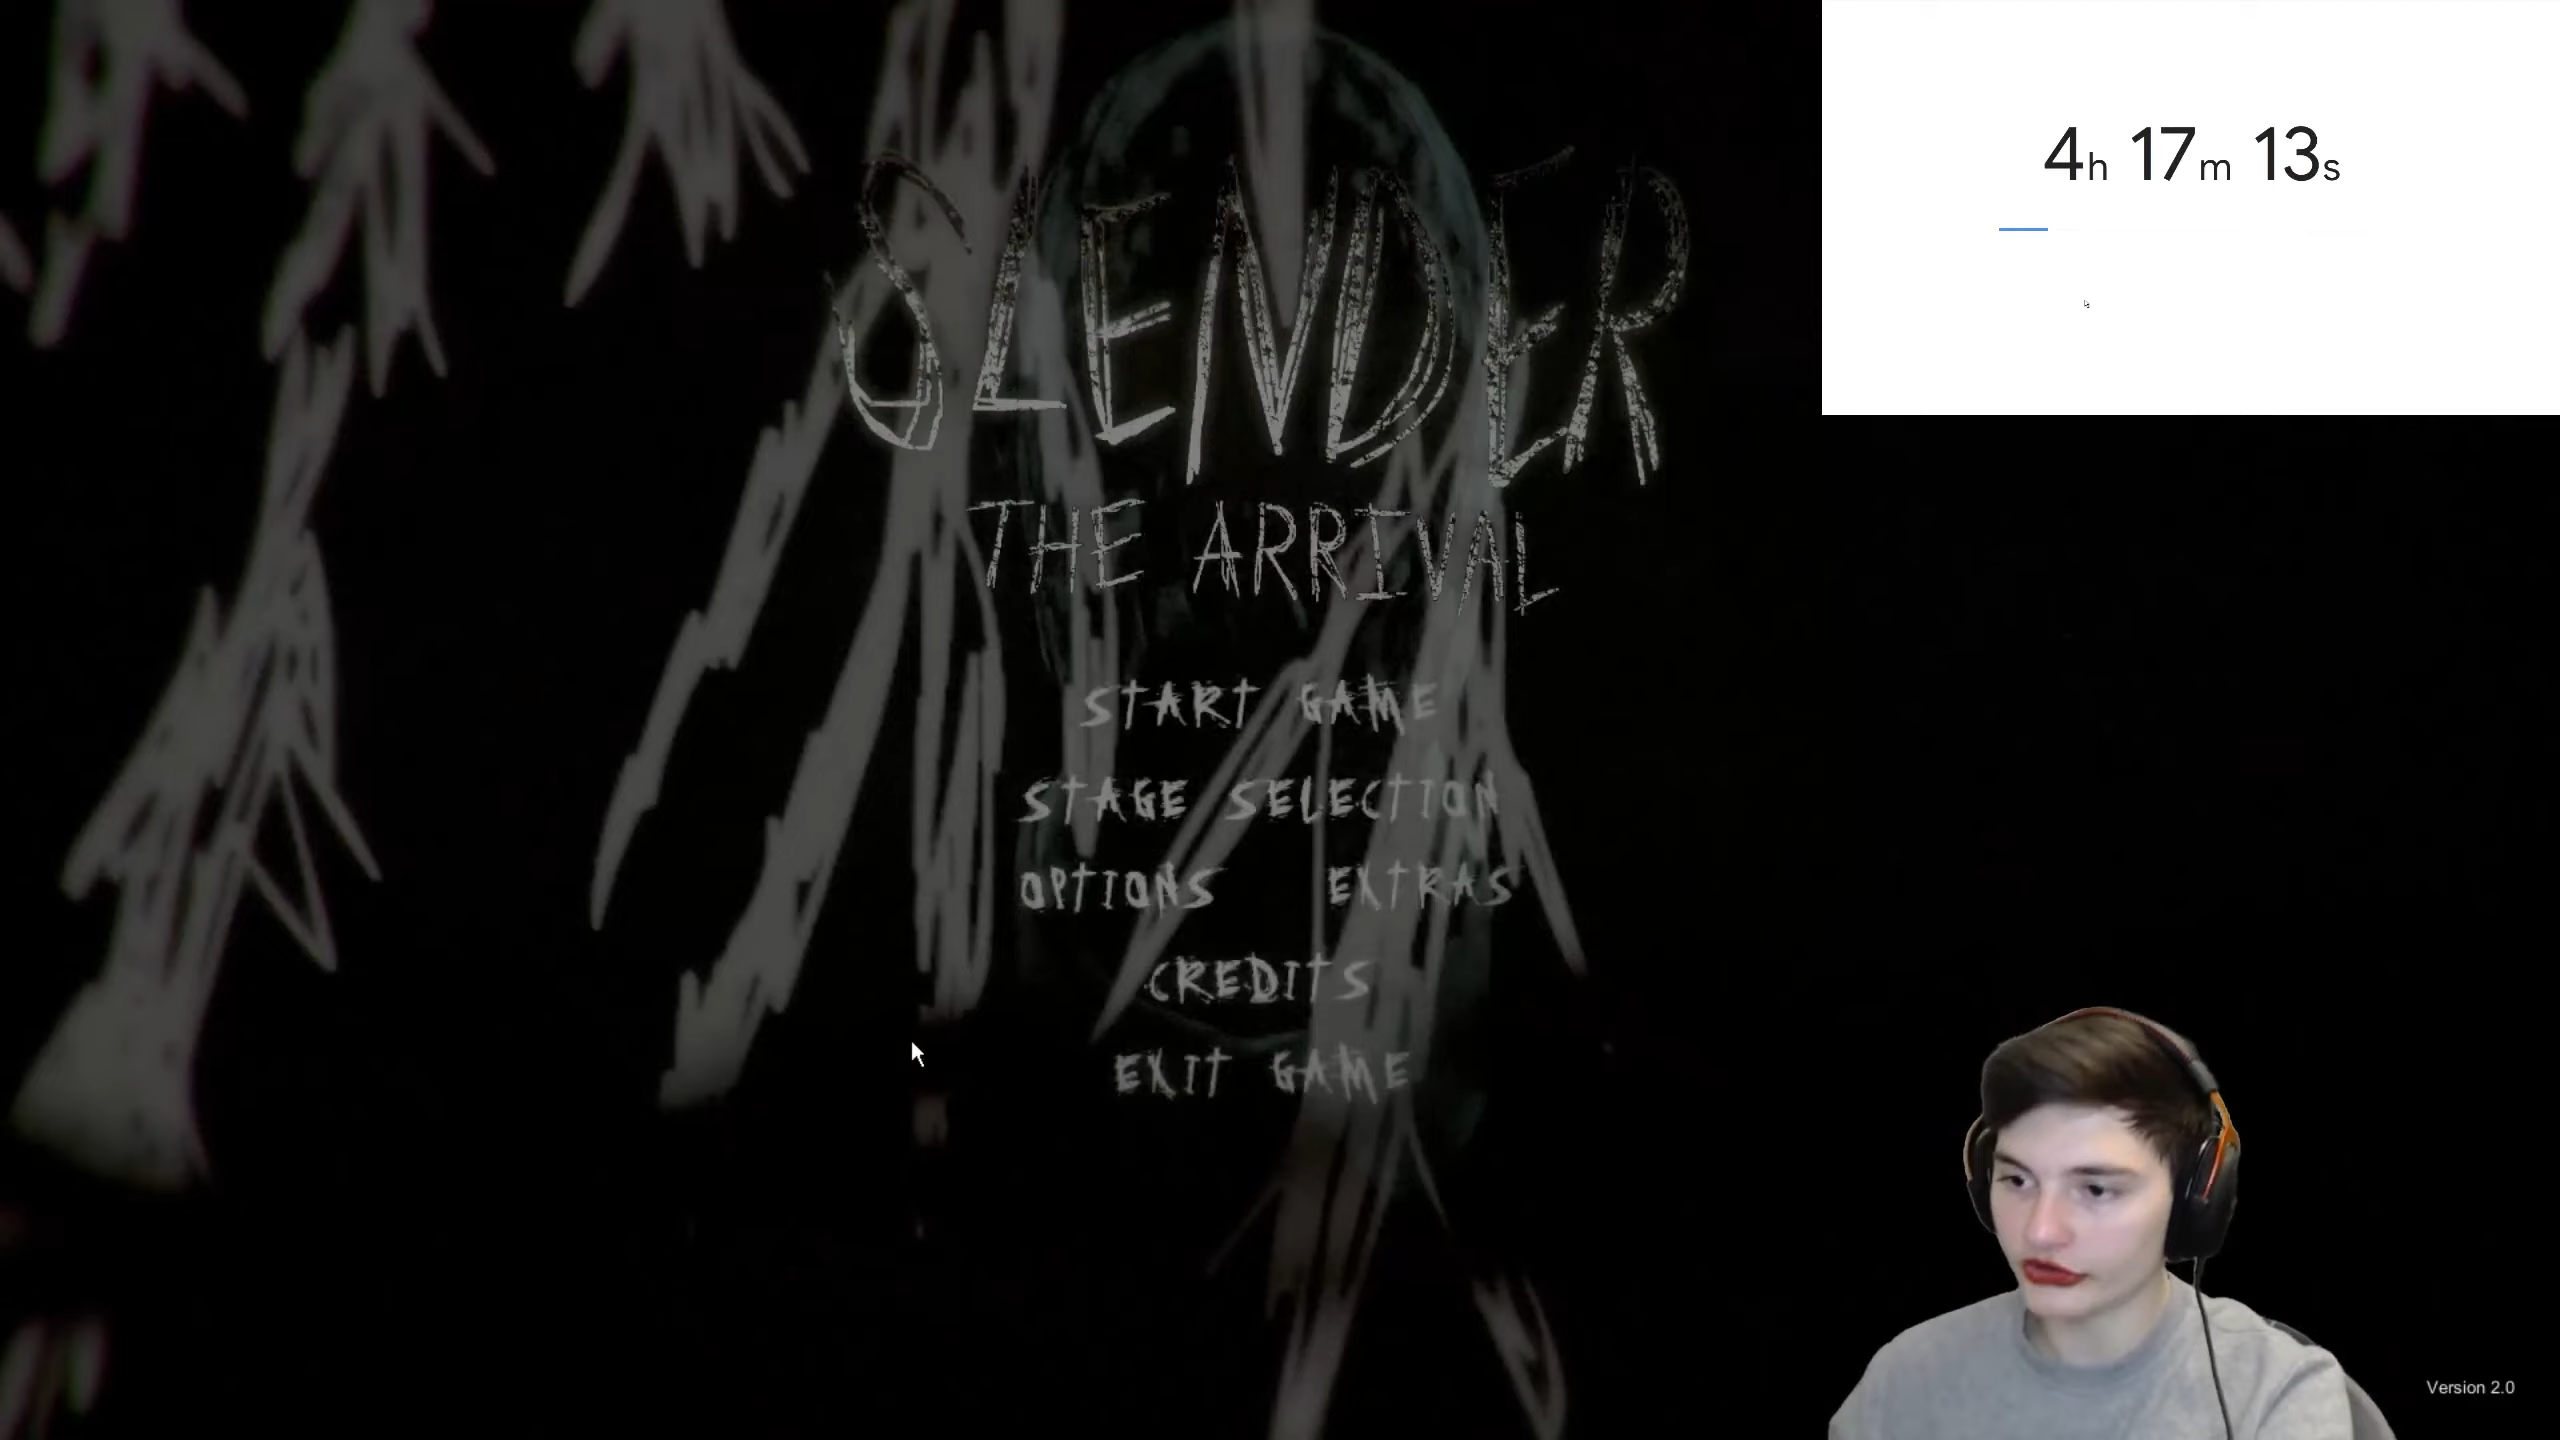 4h 17m 13s
SLENDER
THE ARRIVAL
START GAME
STAGE SELECTION
OPTIONS EXTRAS
CREDITS
EXIT GAME
Version 2.0